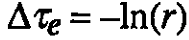 Δτₑ = –ln(r)